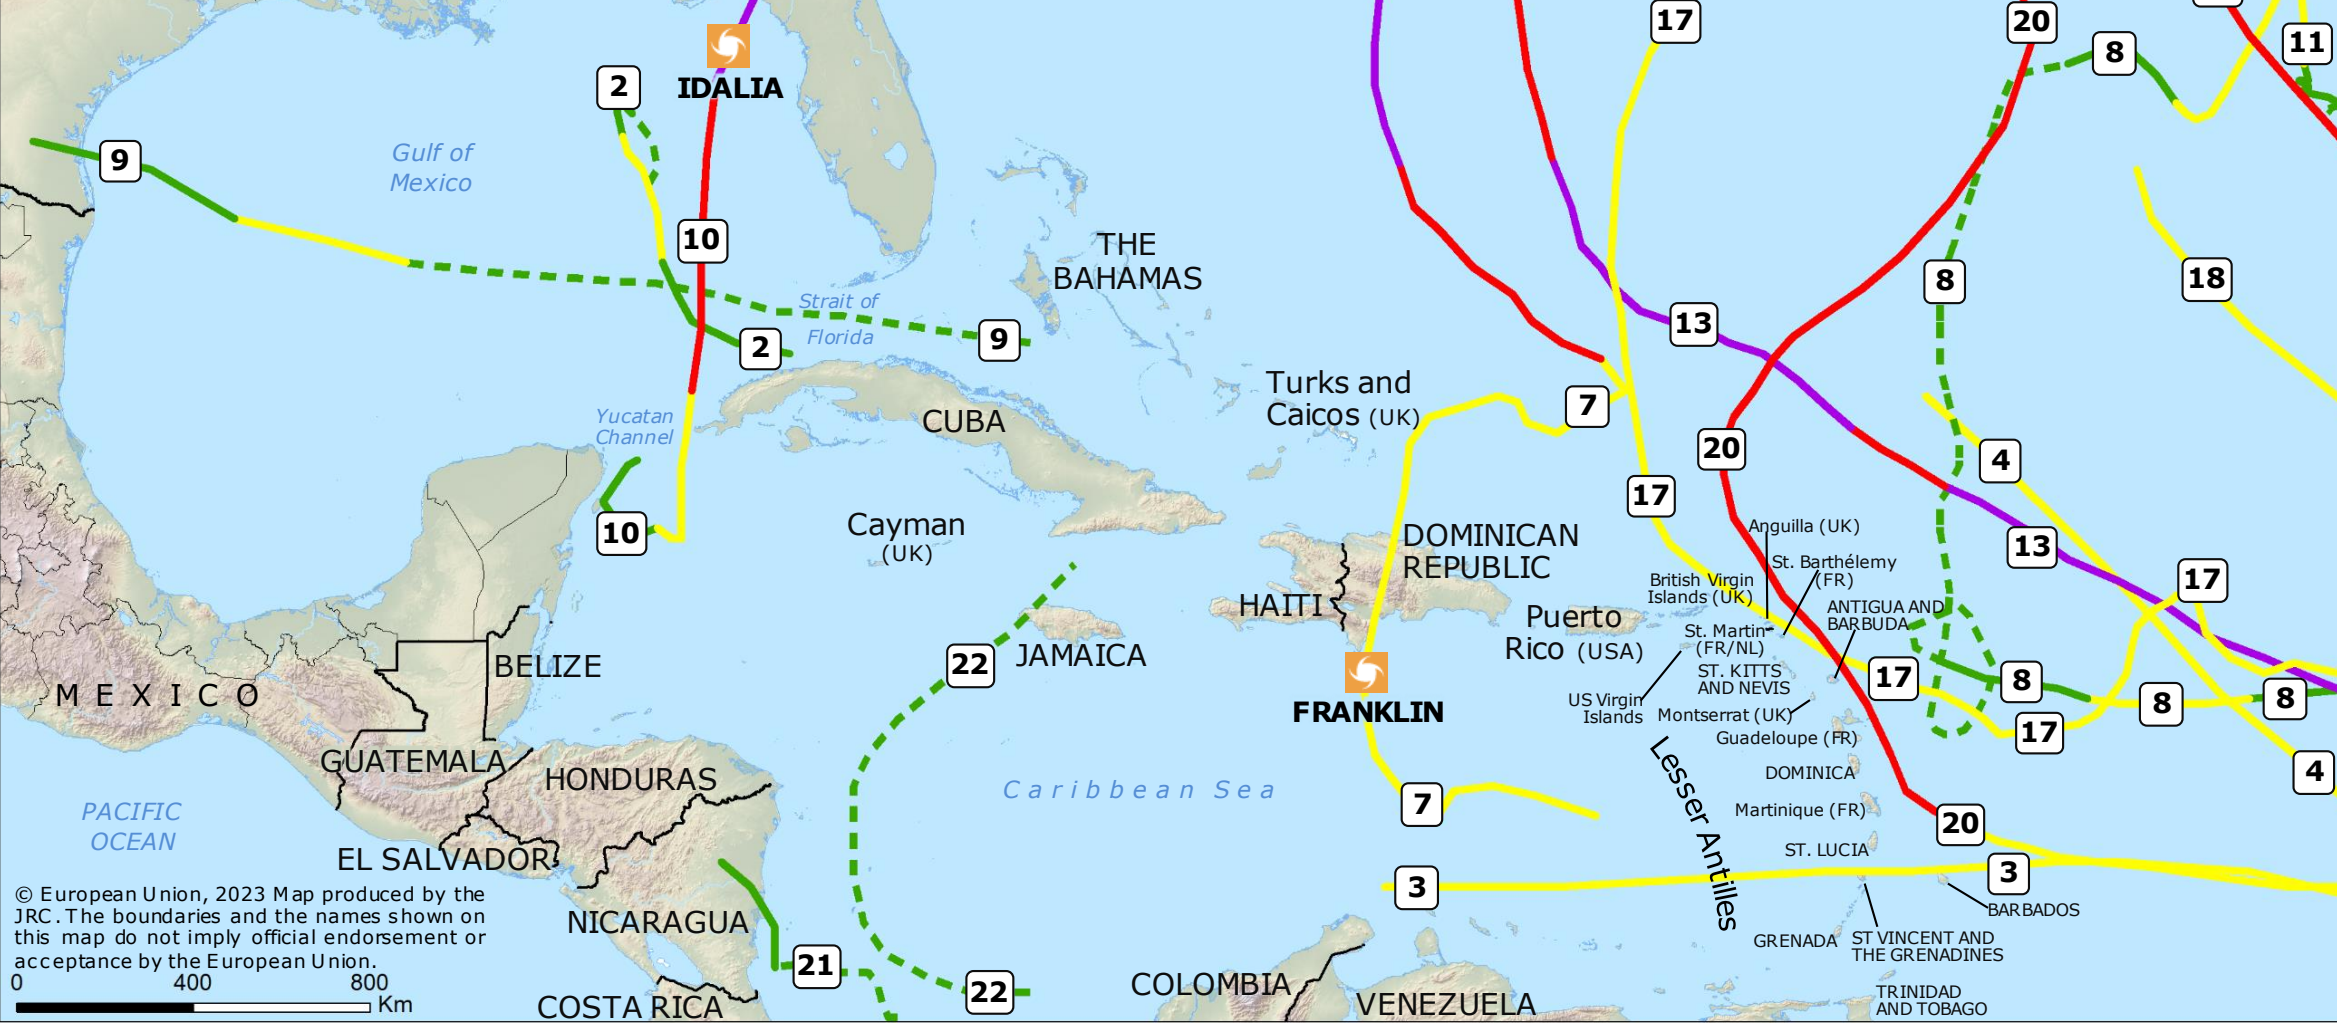 17
20
8
11
2
IDALIA
9
Gulf of
Mexico
10
THE
BAHAMAS
8
18
Strait of
Florida
13
9
2
Turks and
Caicos (UK)
7
Yucatan
Channel
CUBA
20
4
17
10
Cayman
(UK)
DOMINICAN
REPUBLIC
Anguilla (UK)
13
St. Barthélemy
(FR)
British Virgin
Islands (UK)
17
HAITI
Puerto
Rico (USA)
ANTIGUA AND
BARBUDA
St. Martin
(FR/NL)
JAMAICA
22
BELIZE
ST. KITTS
AND NEVIS
17
8
8
8
MEXICO
US Virgin
Islands
Montserrat (UK)
FRANKLIN
17
Guadeloupe (FR)
GUATEMALA
HONDURAS
DOMINICA
4
Caribbean Sea
Lesser Antilles
7
Martinique (FR)
PACIFIC
OCEAN
20
ST. LUCIA
EL SALVADOR
3
3
© European Union, 2023 Map produced by the
JRC. The boundaries and the names shown on
this map do not imply official endorsement or
acceptance by the European Union.
BARBADOS
NICARAGUA
GRENADA
ST VINCENT AND
THE GRENADINES
21
0 400 800
Km
22
COLOMBIA
COSTA RICA
VENEZUELA
TRINIDAD
AND TOBAGO